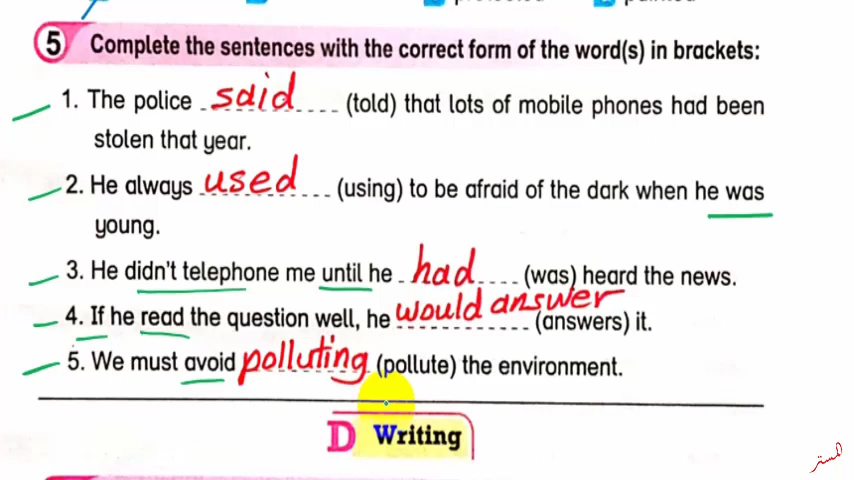 5 Complete the sentences with the correct form of the word(s) in brackets:
1. The police said (told) that lots of mobile phones had been
stolen that year.
2. He always used (using) to be afraid of the dark when he was
young.
3. He didn't telephone me until he had (was) heard the news.
4. If he read the question well, he would answer (answers) it.
5. We must avoid polluting (pollute) the environment.
D Writing
المستر